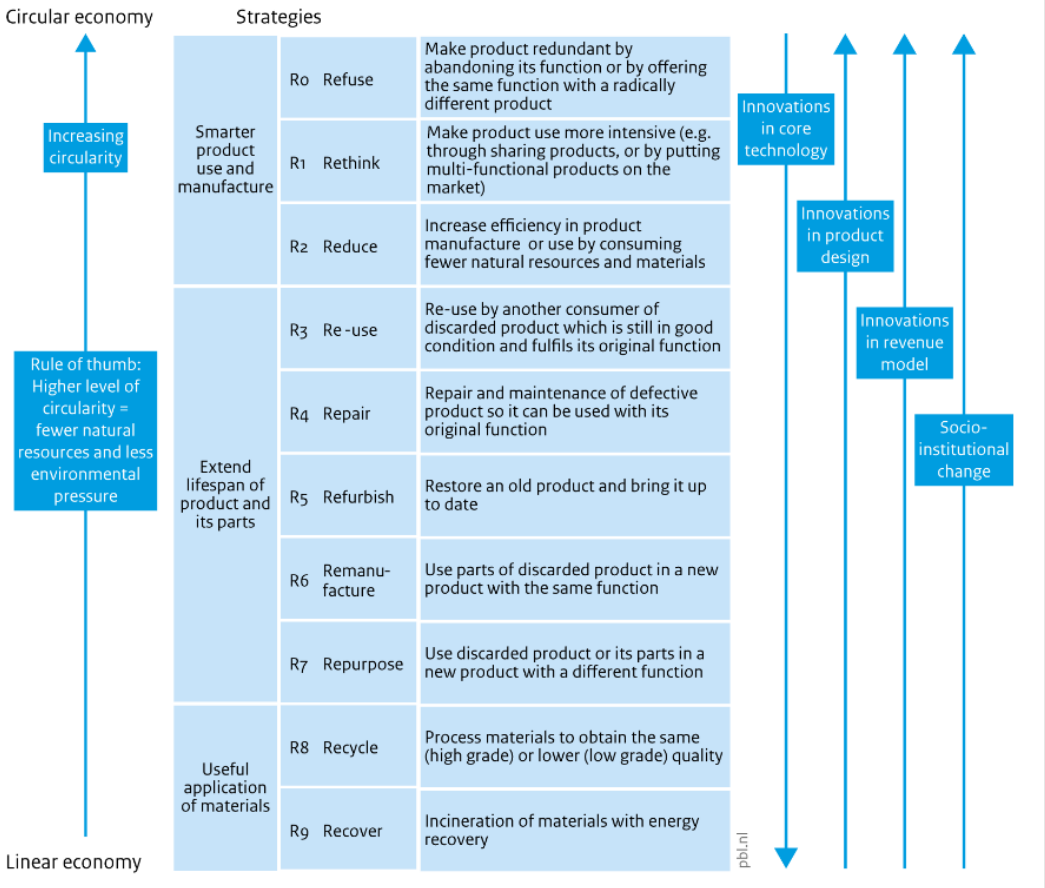 Circular economy
Strategies
Increasing
circularity
Rule of thumb:
Higher level of
circularity =
fewer natural
resources and less
environmental
pressure
Linear economy
Smarter
product
use and
manufacture
R0 Refuse
Make product redundant by
abandoning its function or by offering
the same function with a radically
different product
R1 Rethink
Make product use more intensive (e.g.
through sharing products, or by putting
multi-functional products on the
market)
R2 Reduce
Increase efficiency in product
manufacture or use by consuming
fewer natural resources and materials
Extend
lifespan of
product and
its parts
R3 Re-use
Re-use by another consumer of
discarded product which is still in good
condition and fulfils its original function
R4 Repair
Repair and maintenance of defective
product so it can be used with its
original function
R5 Refurbish
Restore an old product and bring it up
to date
R6 Remanu-
facture
Use parts of discarded product in a new
product with the same function
R7 Repurpose
Use discarded product or its parts in a
new product with a different function
Useful
application
of materials
R8 Recycle
Process materials to obtain the same
(high grade) or lower (low grade) quality
R9 Recover
Incineration of materials with energy
recovery
pbl.nl
Innovations
in core
technology
Innovations
in product
design
Innovations
in revenue
model
Socio-
institutional
change